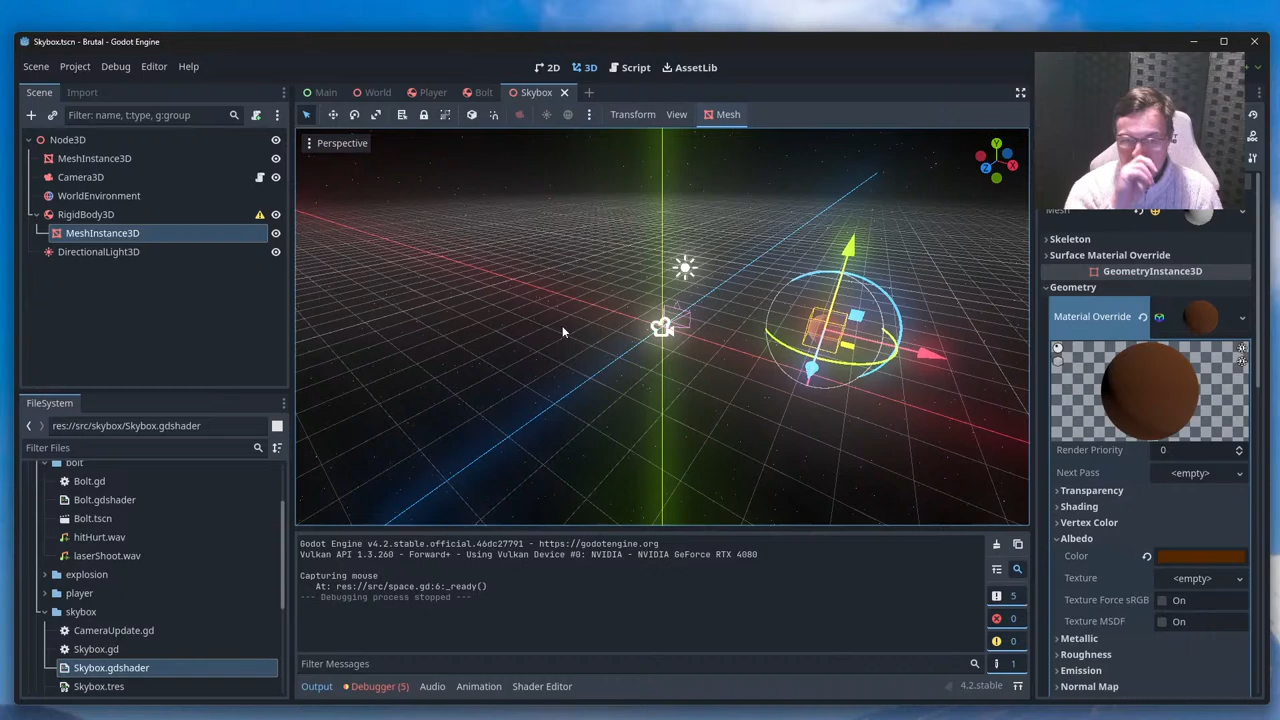 Skybox.tscn - Brutal - Godot Engine
Scene Project Debug Editor Help
2D 3D Script AssetLib
Scene Import
Main World Player Bolt Skybox
Filter: name, t:type, g:group
Transform View Mesh
Node3D
MeshInstance3D
Camera3D
WorldEnvironment
RigidBody3D
MeshInstance3D
DirectionalLight3D
Perspective
Y
X
Z
FileSystem
res://src/skybox/Skybox.gdshader
Filter Files
bolt
Bolt.gd
Bolt.gdshader
Bolt.tscn
hitHurt.wav
laserShoot.wav
explosion
player
skybox
CameraUpdate.gd
Skybox.gd
Skybox.gdshader
Skybox.tres
Godot Engine v4.2.stable.official.46dc27791 - https://godotengine.org
Vulkan API 1.3.260 - Forward+ - Using Vulkan Device #0: NVIDIA - NVIDIA GeForce RTX 4080
Capturing mouse
At: res://src/space.gd:6:_ready()
--- Debugging process stopped ---
5
0
0
1
Filter Messages
Output Debugger (5) Audio Animation Shader Editor
4.2.stable
Mesh
Skeleton
Surface Material Override
GeometryInstance3D
Geometry
Material Override
Render Priority 0
Next Pass <empty>
Transparency
Shading
Vertex Color
Albedo
Color
Texture <empty>
Texture Force sRGB On
Texture MSDF On
Metallic
Roughness
Emission
Normal Map